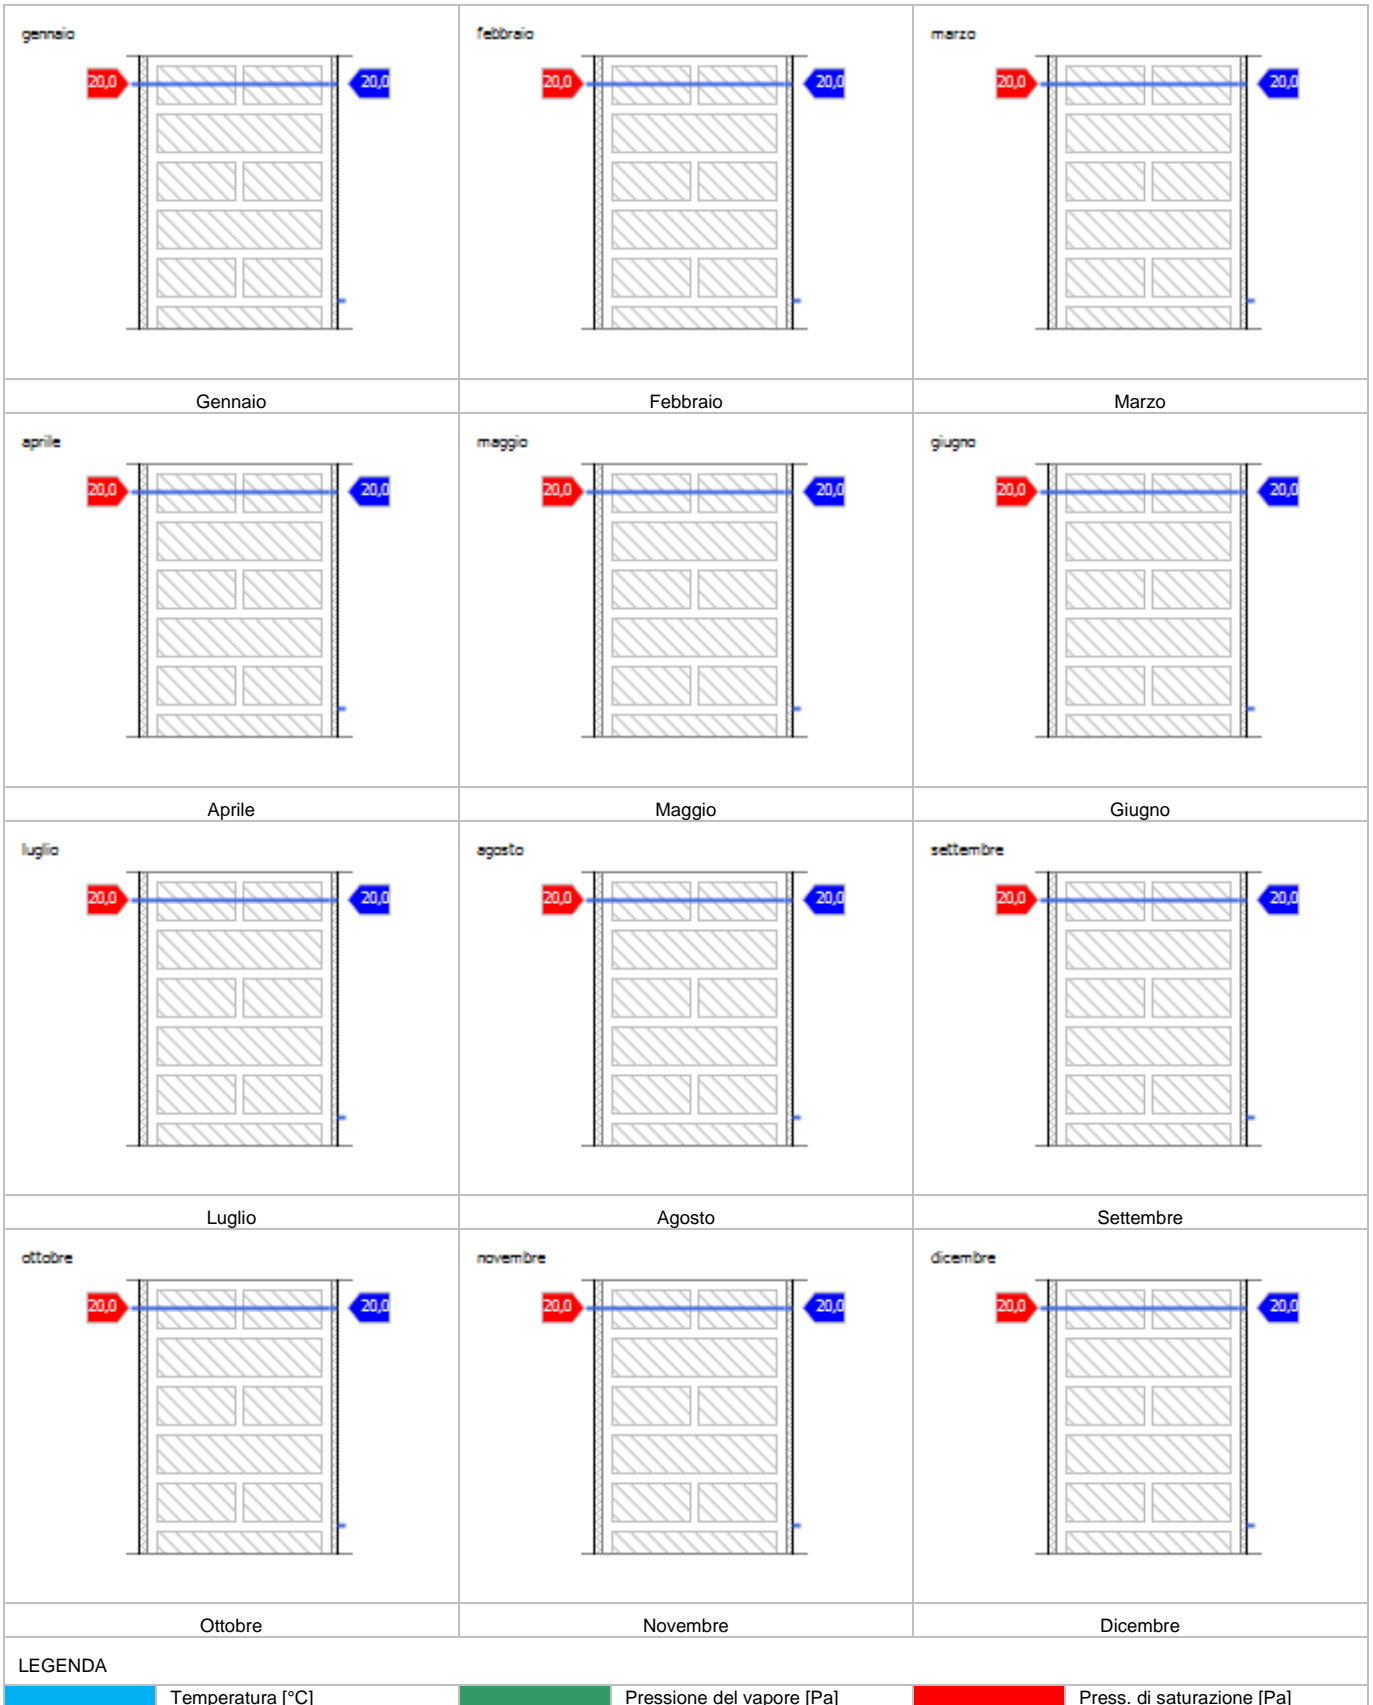 gennaio
febbraio
marzo
20,0 20,0
20,0 20,0
20,0 20,0
Gennaio
Febbraio
Marzo
aprile
maggio
giugno
20,0 20,0
20,0 20,0
20,0 20,0
Aprile
Maggio
Giugno
luglio
agosto
settembre
20,0 20,0
20,0 20,0
20,0 20,0
Luglio
Agosto
Settembre
ottobre
novembre
dicembre
20,0 20,0
20,0 20,0
20,0 20,0
Ottobre
Novembre
Dicembre
LEGENDA
Temperatura [°C]
Pressione del vapore [Pa]
Press. di saturazione [Pa]